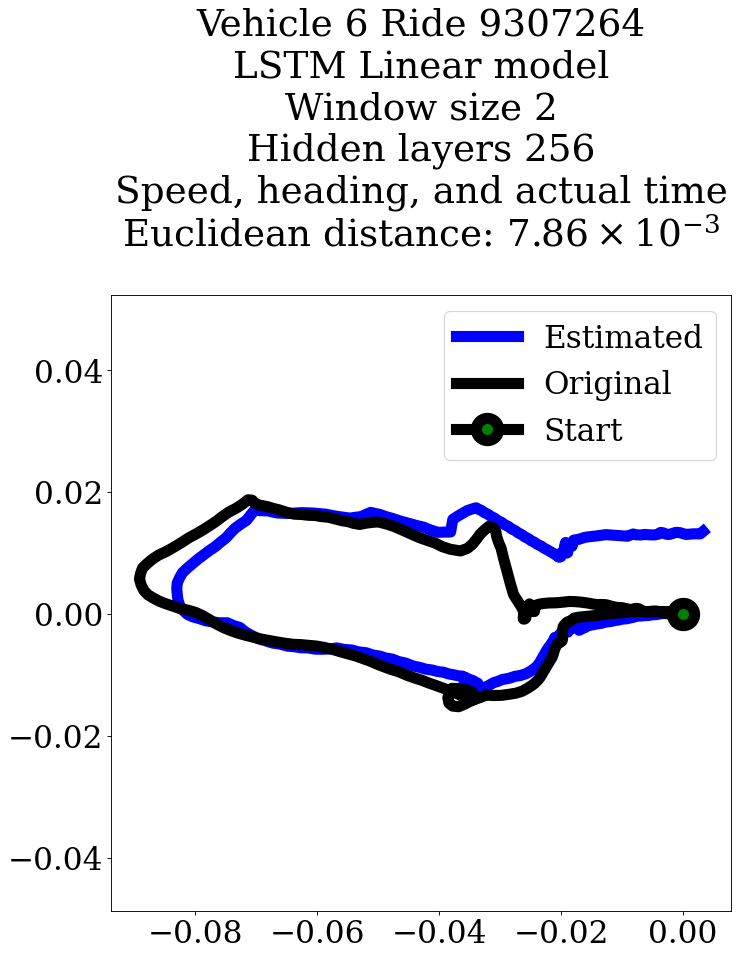 Vehicle 6 Ride 9307264
LSTM Linear model
Window size 2
Hidden layers 256
Speed, heading, and actual time
Euclidean distance: 7.86 × 10⁻³
Estimated
Original
Start
0.04
0.02
0.00
−0.02
−0.04
−0.08 −0.06 −0.04 −0.02 0.00